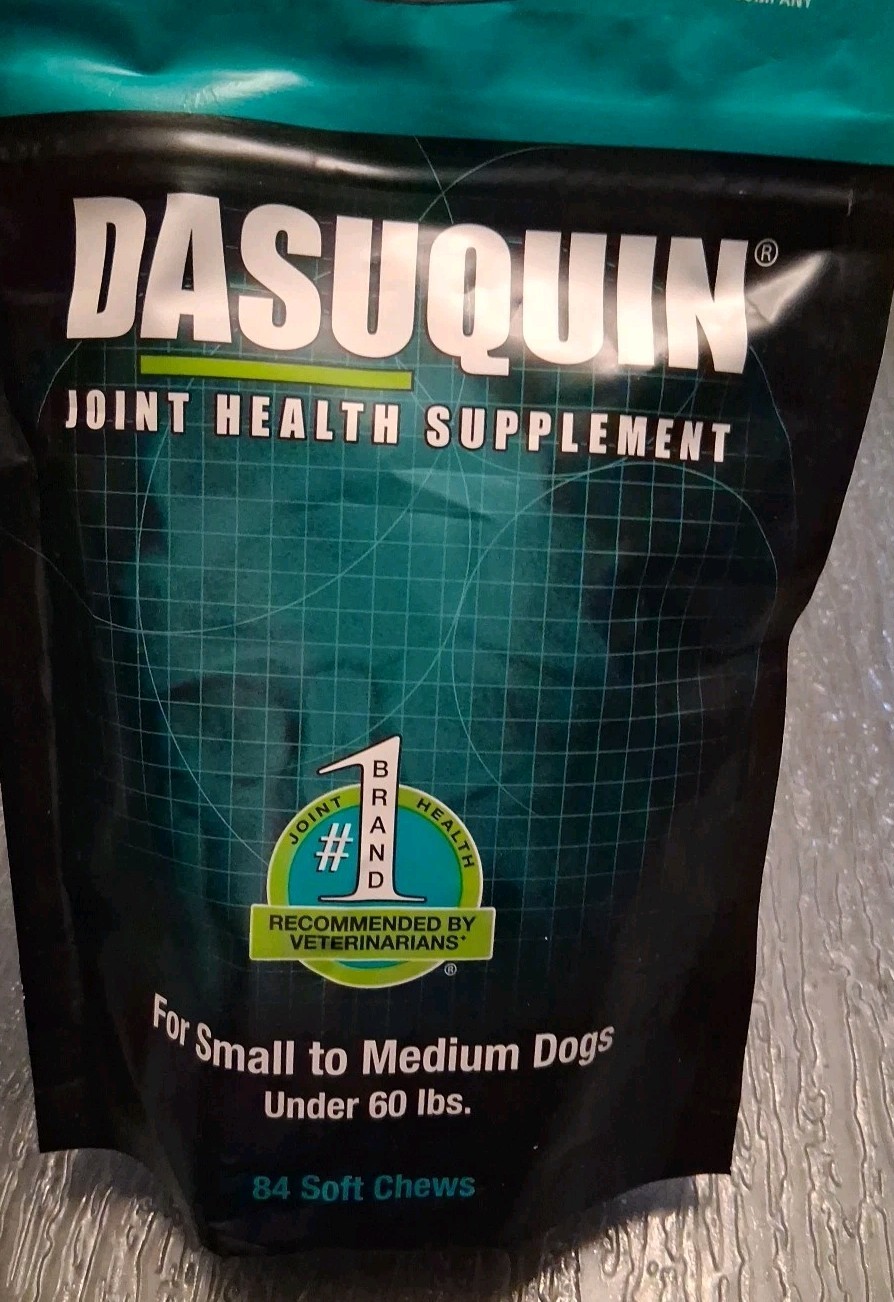 DASUQUIN®
JOINT HEALTH SUPPLEMENT
JOINT HEALTH
#1
BRAND
RECOMMENDED BY
VETERINARIANS*
®
For Small to Medium Dogs
Under 60 lbs.
84 Soft Chews